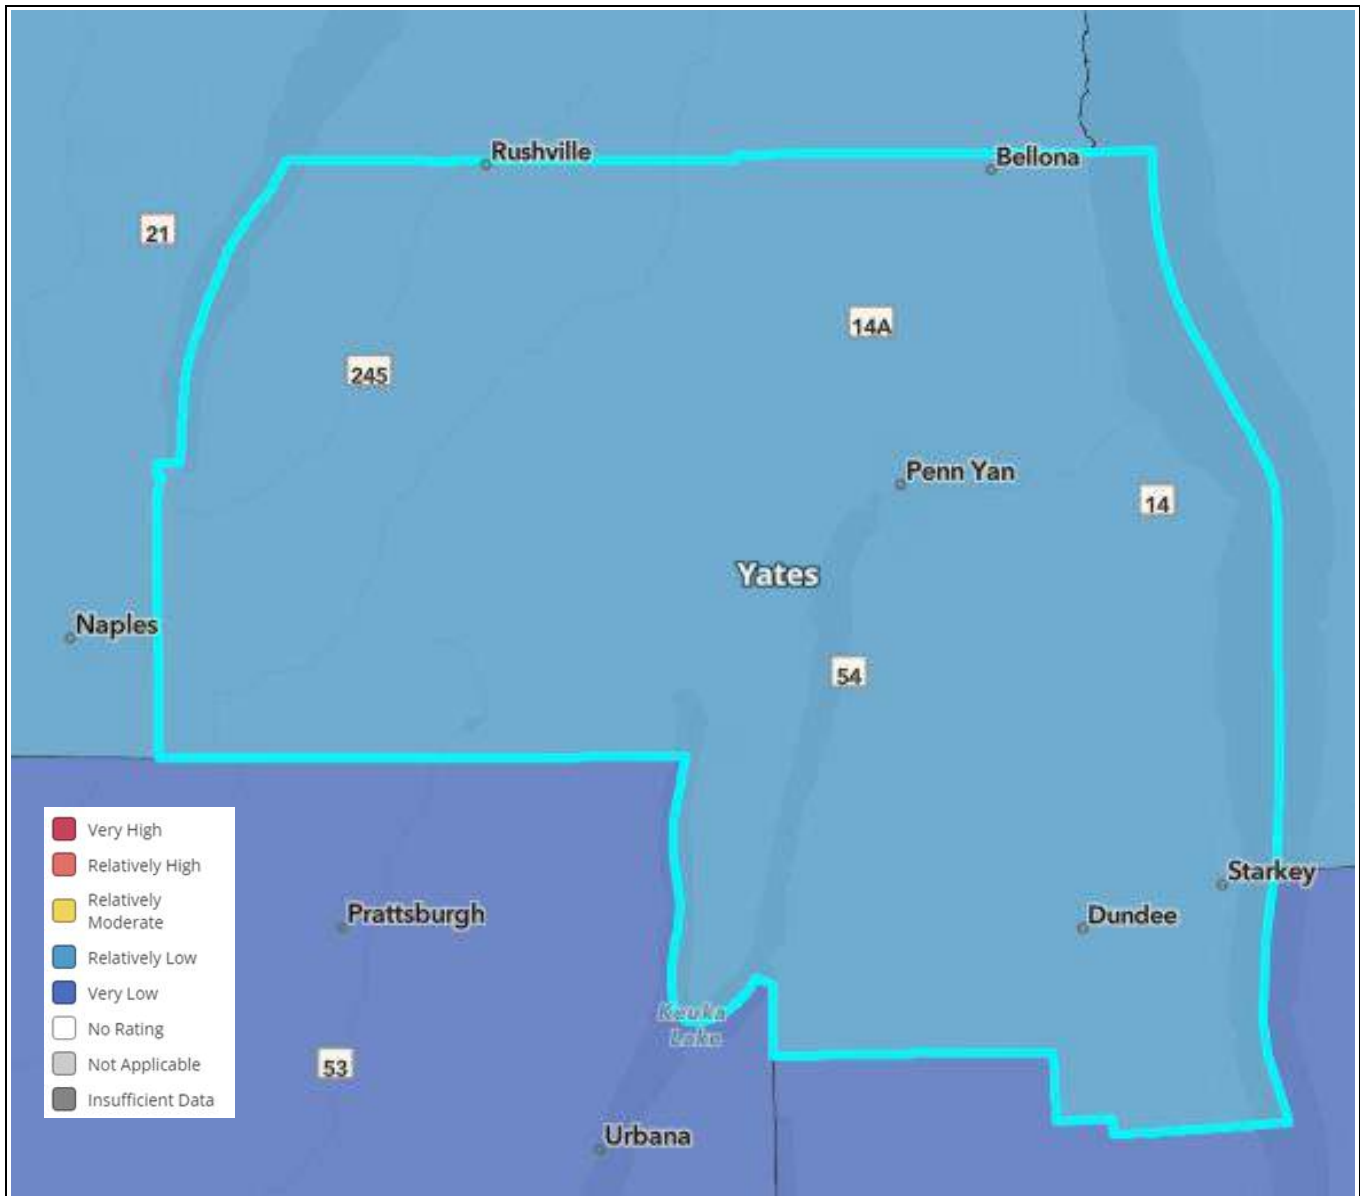 Rushville
Bellona
21
14A
245
Penn Yan
14
Yates
Naples
54
Very High
Relatively High
Relatively
Moderate
Relatively Low
Very Low
No Rating
Not Applicable
Insufficient Data
Starkey
Prattsburgh
Dundee
Keuka
Lake
53
Urbana